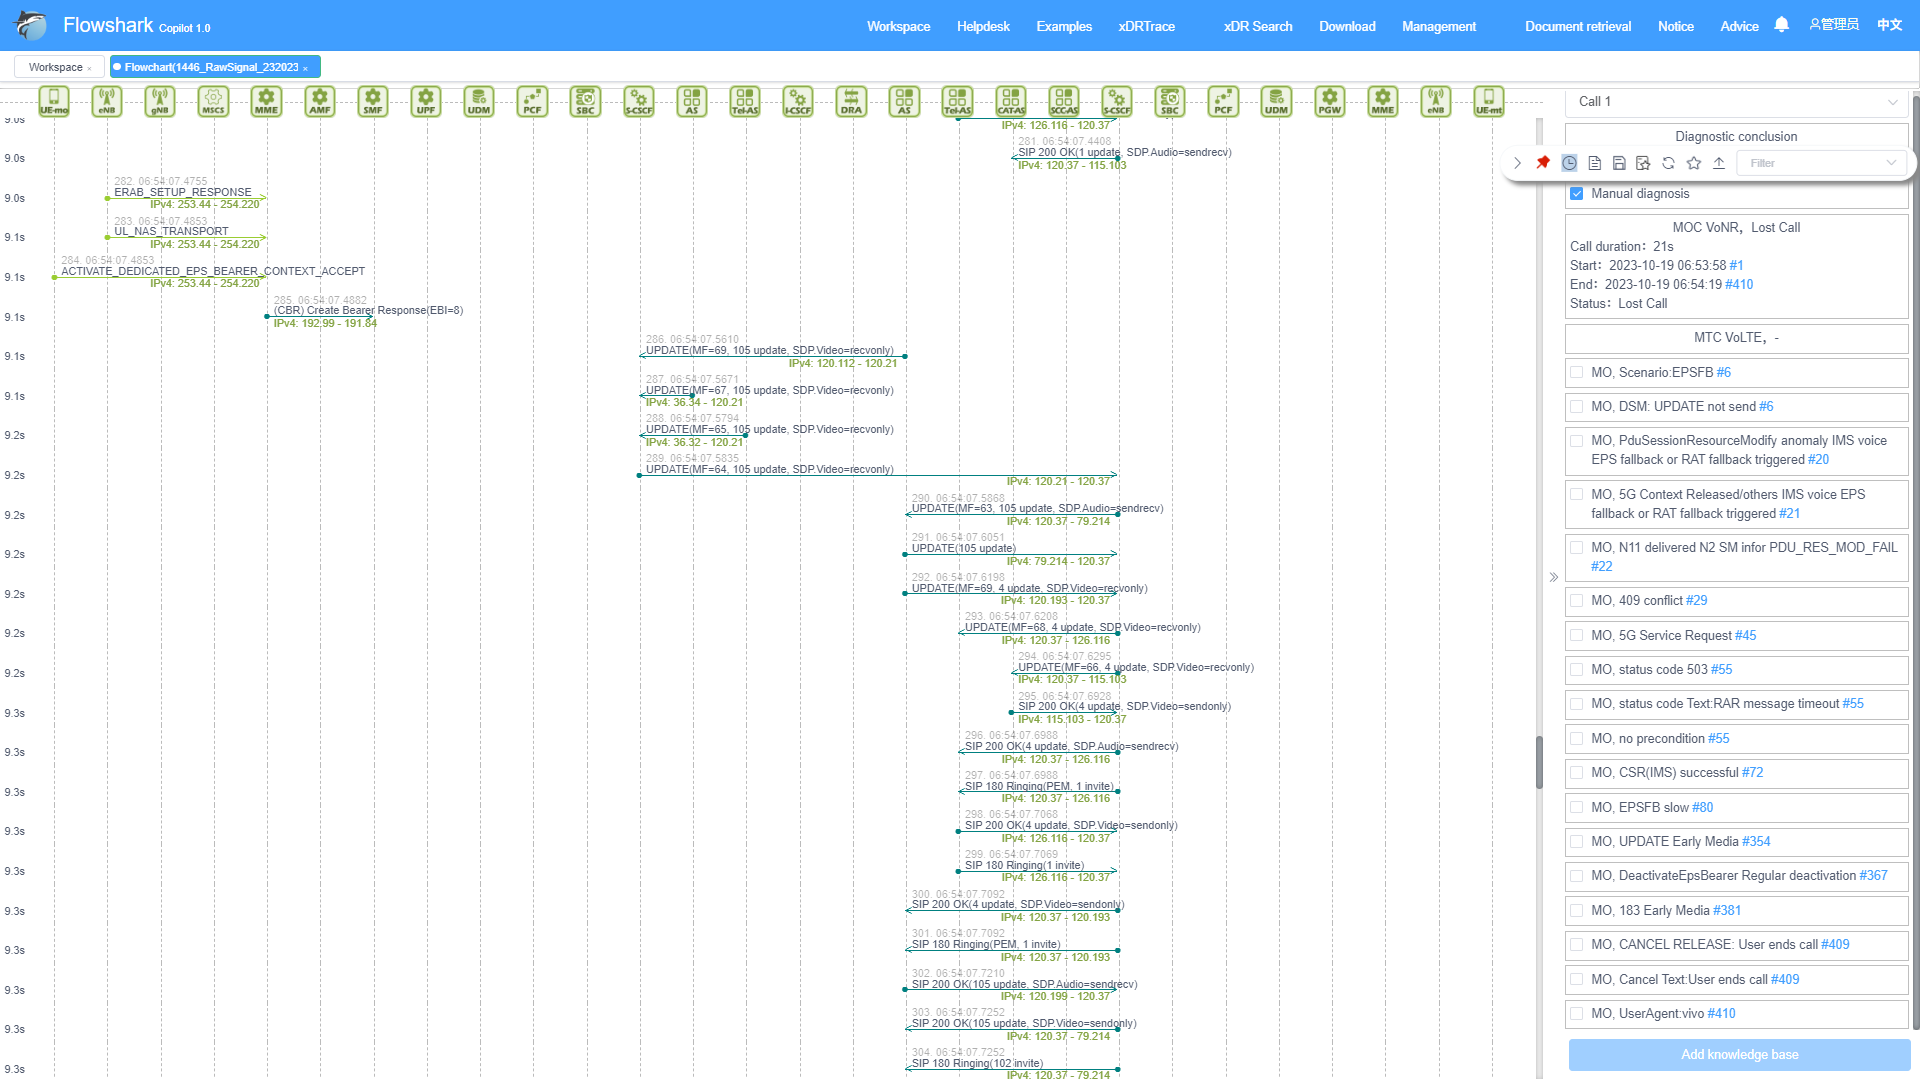 Flowshark Copilot 1.0
Workspace
Helpdesk
Examples
xDRTrace
xDR Search
Download
Management
Document retrieval
Notice
Advice
管理员
中文
Workspace ×
Flowchart(1446_RawSignal_232023 ×
UE-mo
eNB
gNB
MSCS
MME
AMF
SMF
UPF
UDM
PCF
SBC
S-CSCF
AS
Tel-AS
I-CSCF
DRA
AS
Tel-AS
CATAS
SCC-AS
S-CSCF
SBC
PCF
UDM
PGW
MME
eNB
UE-mt
9.0s
IPv4: 126.116 - 120.37
9.0s
281. 06:54:07.4408
SIP 200 OK(1 update, SDP.Audio=sendrecv)
IPv4: 120.37 - 115.103
9.0s
282. 06:54:07.4755
ERAB_SETUP_RESPONSE
IPv4: 253.44 - 254.220
9.1s
283. 06:54:07.4853
UL_NAS_TRANSPORT
IPv4: 253.44 - 254.220
9.1s
284. 06:54:07.4853
ACTIVATE_DEDICATED_EPS_BEARER_CONTEXT_ACCEPT
IPv4: 253.44 - 254.220
9.1s
285. 06:54:07.4882
(CBR) Create Bearer Response(EBI=8)
IPv4: 192.99 - 191.84
9.1s
286. 06:54:07.5610
UPDATE(MF=69, 105 update, SDP.Video=recvonly)
IPv4: 120.112 - 120.21
9.1s
287. 06:54:07.5671
UPDATE(MF=67, 105 update, SDP.Video=recvonly)
IPv4: 36.34 - 120.21
9.2s
288. 06:54:07.5794
UPDATE(MF=65, 105 update, SDP.Video=recvonly)
IPv4: 36.32 - 120.21
9.2s
289. 06:54:07.5835
UPDATE(MF=64, 105 update, SDP.Video=recvonly)
IPv4: 120.21 - 120.37
9.2s
290. 06:54:07.5868
UPDATE(MF=63, 105 update, SDP.Audio=sendrecv)
IPv4: 120.37 - 79.214
9.2s
291. 06:54:07.6051
UPDATE(105 update)
IPv4: 79.214 - 120.37
9.2s
292. 06:54:07.6198
UPDATE(MF=69, 4 update, SDP.Video=recvonly)
IPv4: 120.193 - 120.37
9.2s
293. 06:54:07.6208
UPDATE(MF=68, 4 update, SDP.Video=recvonly)
IPv4: 120.37 - 126.116
9.2s
294. 06:54:07.6295
UPDATE(MF=66, 4 update, SDP.Video=recvonly)
IPv4: 120.37 - 115.103
9.3s
295. 06:54:07.6928
SIP 200 OK(4 update, SDP.Video=sendonly)
IPv4: 115.103 - 120.37
9.3s
296. 06:54:07.6988
SIP 200 OK(4 update, SDP.Audio=sendrecv)
IPv4: 120.37 - 126.116
9.3s
297. 06:54:07.6988
SIP 180 Ringing(PEM, 1 invite)
IPv4: 120.37 - 126.116
9.3s
298. 06:54:07.7068
SIP 200 OK(4 update, SDP.Video=sendonly)
IPv4: 126.116 - 120.37
9.3s
299. 06:54:07.7069
SIP 180 Ringing(1 invite)
IPv4: 126.116 - 120.37
9.3s
300. 06:54:07.7092
SIP 200 OK(4 update, SDP.Video=sendonly)
IPv4: 120.37 - 120.193
9.3s
301. 06:54:07.7092
SIP 180 Ringing(PEM, 1 invite)
IPv4: 120.37 - 120.193
9.3s
302. 06:54:07.7210
SIP 200 OK(105 update, SDP.Audio=sendrecv)
IPv4: 120.199 - 120.37
9.3s
303. 06:54:07.7252
SIP 200 OK(105 update, SDP.Video=sendonly)
IPv4: 120.37 - 79.214
9.3s
304. 06:54:07.7252
SIP 180 Ringing(102 invite)
IPv4: 120.37 - 79.214
Call 1
Diagnostic conclusion
Filter
Manual diagnosis
MOC VoNR，Lost Call
Call duration：21s
Start：2023-10-19 06:53:58 #1
End：2023-10-19 06:54:19 #410
Status：Lost Call
MTC VoLTE，-
MO, Scenario:EPSFB #6
MO, DSM: UPDATE not send #6
MO, PduSessionResourceModify anomaly IMS voice
EPS fallback or RAT fallback triggered #20
MO, 5G Context Released/others IMS voice EPS
fallback or RAT fallback triggered #21
MO, N11 delivered N2 SM infor PDU_RES_MOD_FAIL
#22
MO, 409 conflict #29
MO, 5G Service Request #45
MO, status code 503 #55
MO, status code Text:RAR message timeout #55
MO, no precondition #55
MO, CSR(IMS) successful #72
MO, EPSFB slow #80
MO, UPDATE Early Media #354
MO, DeactivateEpsBearer Regular deactivation #367
MO, 183 Early Media #381
MO, CANCEL RELEASE: User ends call #409
MO, Cancel Text:User ends call #409
MO, UserAgent:vivo #410
Add knowledge base